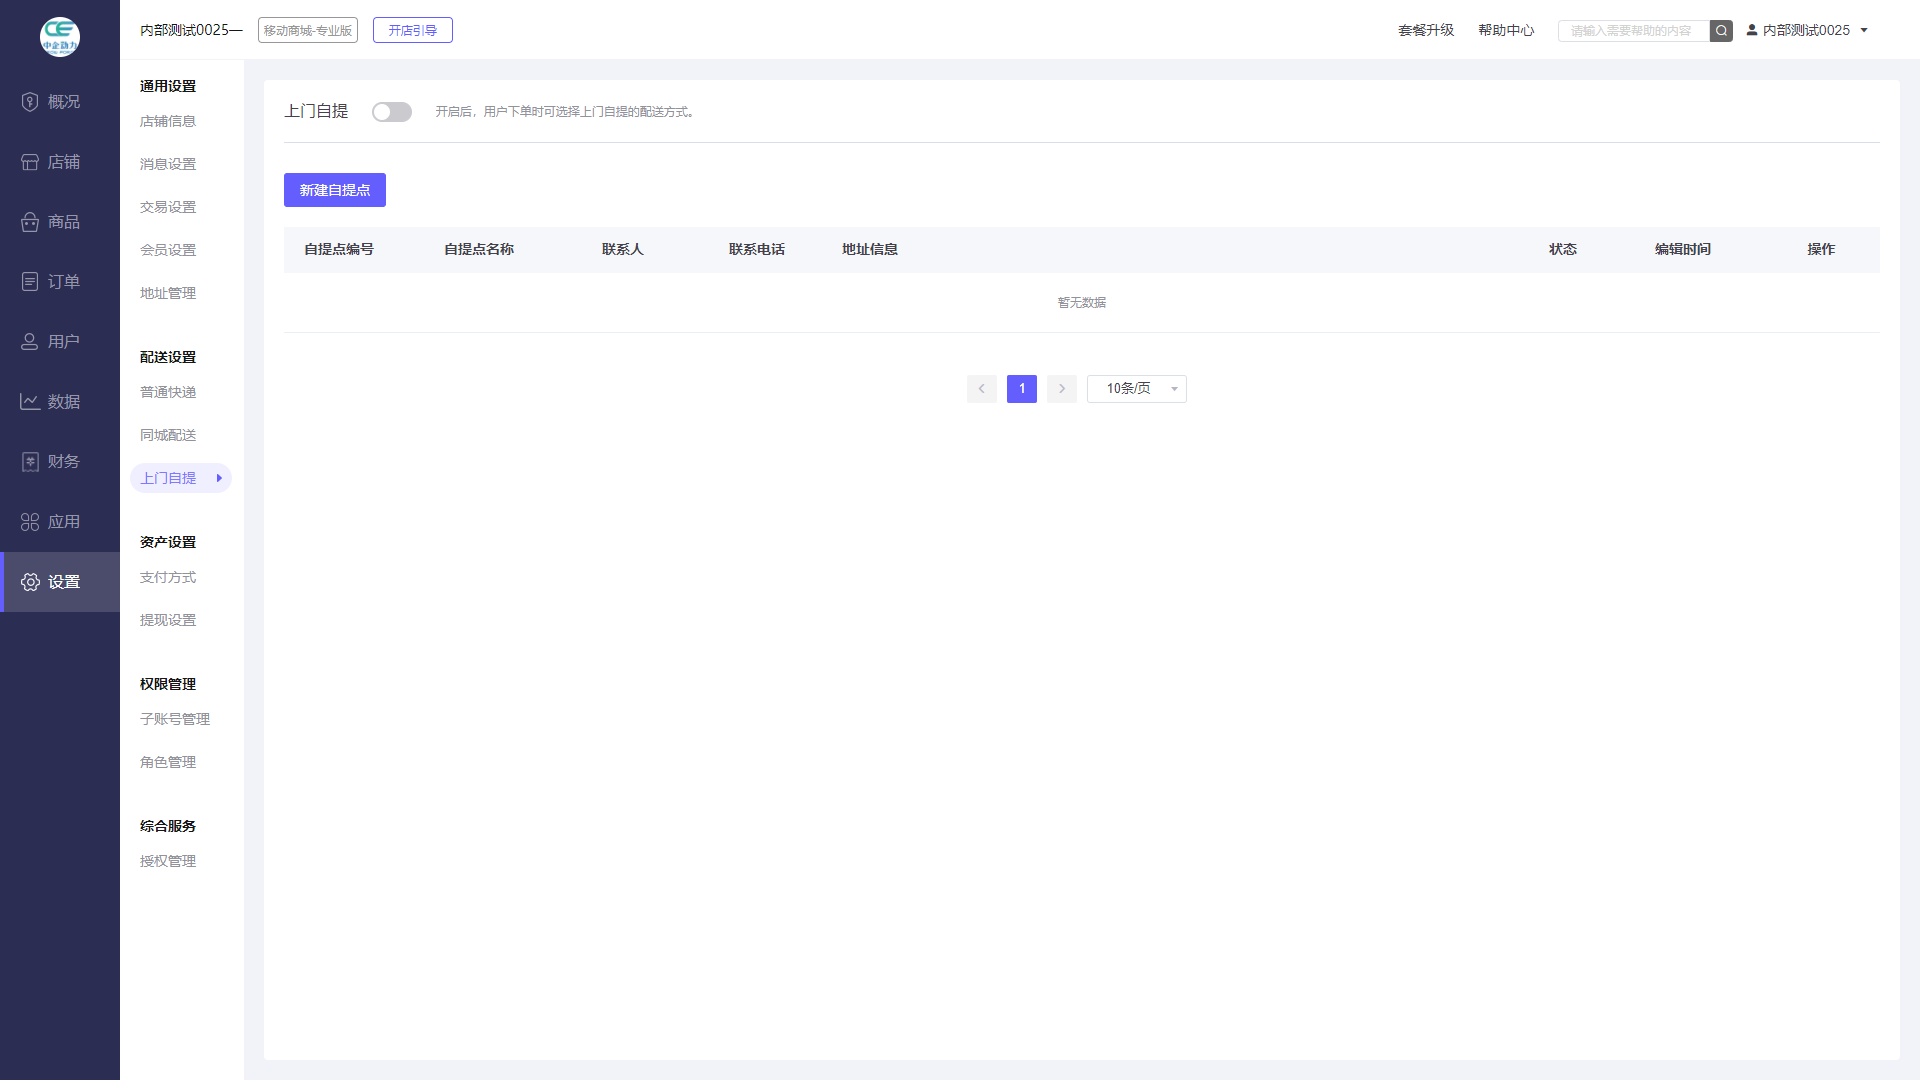 中企动力
内部测试0025—
移动商城-专业版
开店引导
套餐升级
帮助中心
请输入需要帮助的内容
内部测试0025
概况
店铺
商品
订单
用户
数据
财务
应用
设置
通用设置
店铺信息
消息设置
交易设置
会员设置
地址管理
配送设置
普通快递
同城配送
上门自提
资产设置
支付方式
提现设置
权限管理
子账号管理
角色管理
综合服务
授权管理
上门自提
开启后，用户下单时可选择上门自提的配送方式。
新建自提点
自提点编号 自提点名称 联系人 联系电话 地址信息 状态 编辑时间 操作
暂无数据
1
10条/页